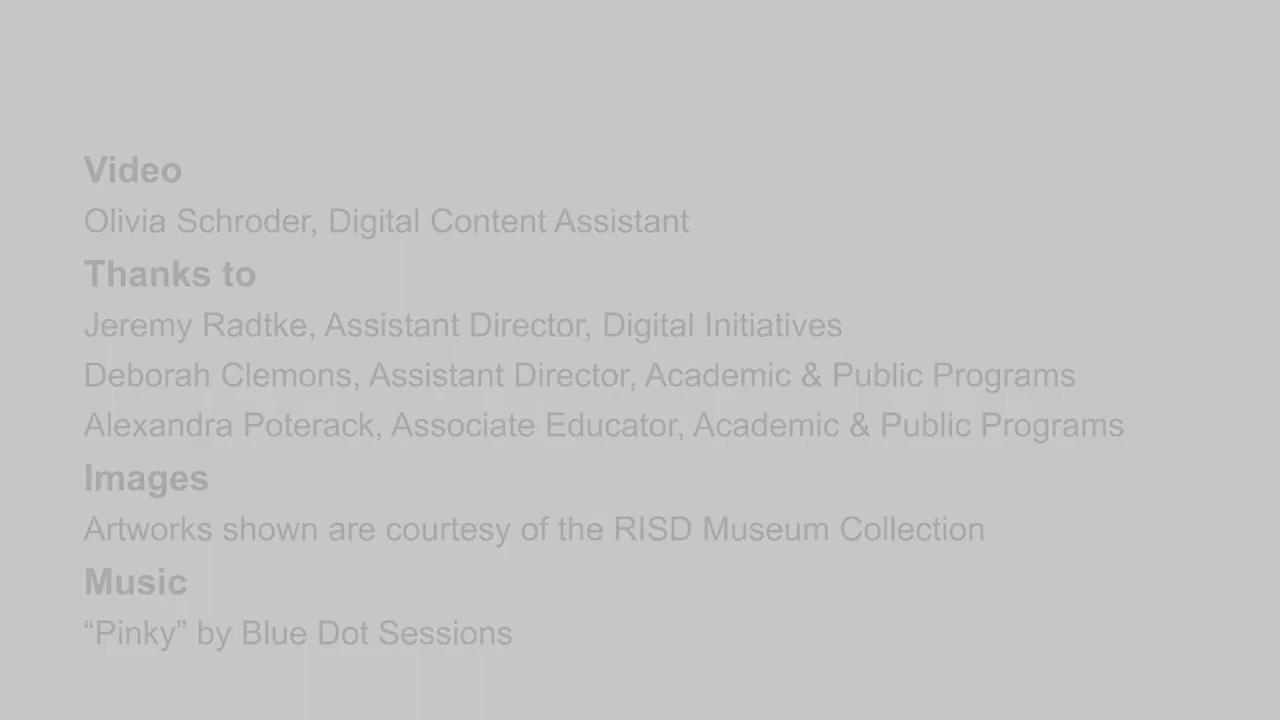 Video
Olivia Schroder, Digital Content Assistant
Thanks to
Jeremy Radtke, Assistant Director, Digital Initiatives
Deborah Clemons, Assistant Director, Academic & Public Programs
Alexandra Poterack, Associate Educator, Academic & Public Programs
Images
Artworks shown are courtesy of the RISD Museum Collection
Music
“Pinky” by Blue Dot Sessions